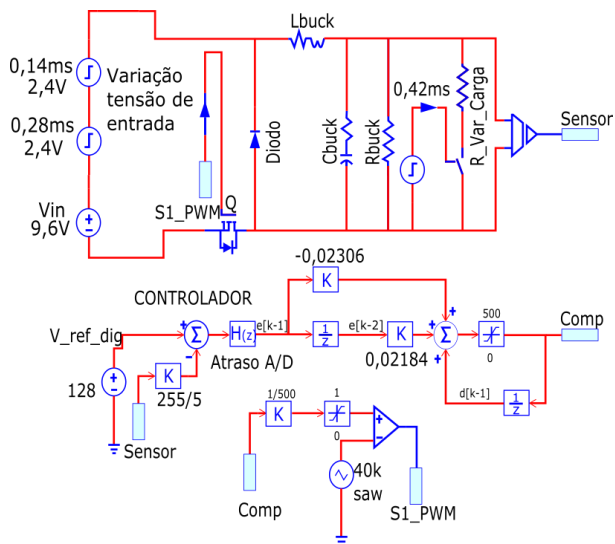 Lbuck
0,14ms
2,4V
Variação
tensão de
entrada
0,28ms
2,4V
Vin
9,6V
S1_PWM
Q
Diodo
Cbuck
Rbuck
0,42ms
R_Var_Carga
Sensor
-0,02306
K
CONTROLADOR
V_ref_dig
128
K
255/5
Sensor
Σ
H(z)
Atraso A/D
e[k-1]
1/z
e[k-2]
K
0,02184
Σ
500
0
Comp
d[k-1]
1/z
1/500
K
1
0
Comp
40k
saw
S1_PWM